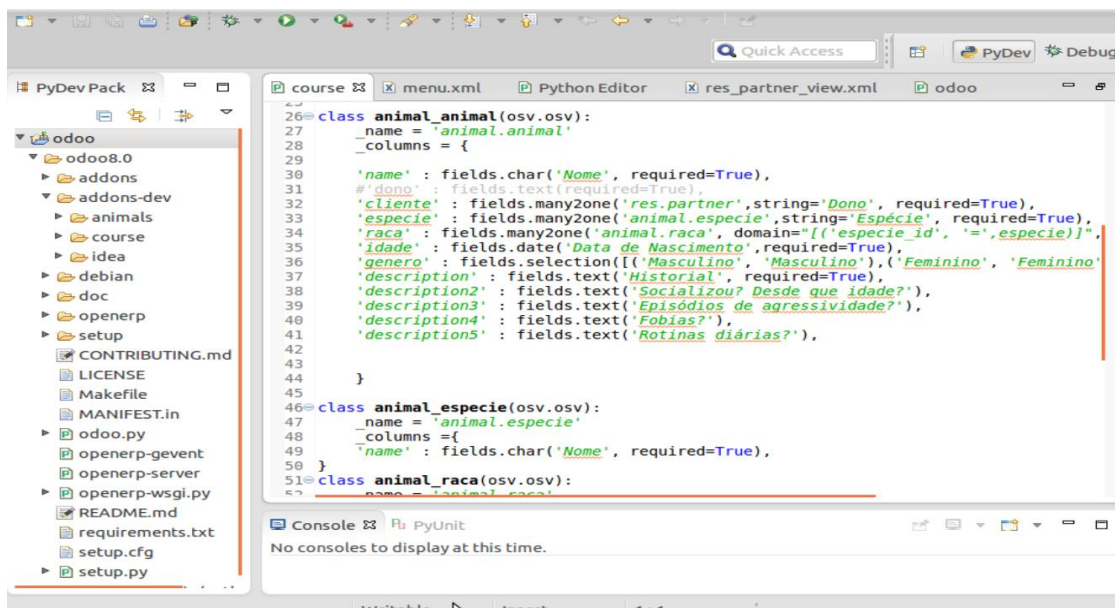 Quick Access
PyDev
Debug
PyDev Pack
course
menu.xml
Python Editor
res_partner_view.xml
odoo
odoo
odoo8.0
addons
addons-dev
animals
course
idea
debian
doc
openerp
setup
CONTRIBUTING.md
LICENSE
Makefile
MANIFEST.in
odoo.py
openerp-gevent
openerp-server
openerp-wsgi.py
README.md
requirements.txt
setup.cfg
setup.py
26 class animal_animal(osv.osv):
27 _name = 'animal.animal'
28 _columns = {
29
30 'name' : fields.char('Nome', required=True),
31 #'dono' : fields.text(required=True),
32 'cliente' : fields.many2one('res.partner',string='Dono', required=True),
33 'especie' : fields.many2one('animal.especie',string='Espécie', required=True),
34 'raca' : fields.many2one('animal.raca', domain="[('especie_id', '=',especie)]",
35 'idade' : fields.date('Data de Nascimento',required=True),
36 genero' : fields.selection([('Masculino', 'Masculino'),('Feminino', 'Feminino'
37 'description' : fields.text('Historial', required=True),
38 'description2' : fields.text('Socializou? Desde que idade?'),
39 'description3' : fields.text('Episódios de agressividade?'),
40 'description4' : fields.text('Fobias?'),
41 'description5' : fields.text('Rotinas diárias?'),
42
43
44 }
45
46 class animal_especie(osv.osv):
47 _name = 'animal.especie'
48 _columns ={
49 'name' : fields.char('Nome', required=True),
50 }
51 class animal_raca(osv.osv):
52 _name = 'animal.raca'
Console
PyUnit
No consoles to display at this time.